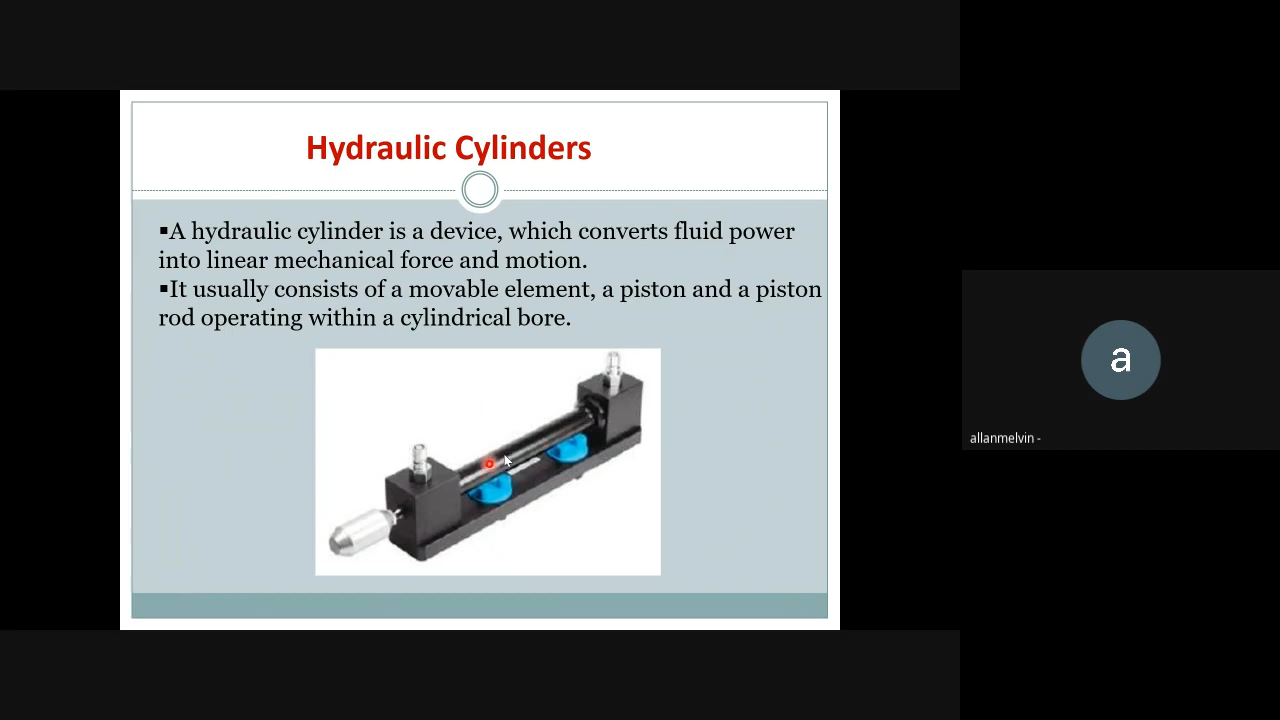 Hydraulic Cylinders
▪A hydraulic cylinder is a device, which converts fluid power
into linear mechanical force and motion.
▪It usually consists of a movable element, a piston and a piston
rod operating within a cylindrical bore.
a
allanmelvin -